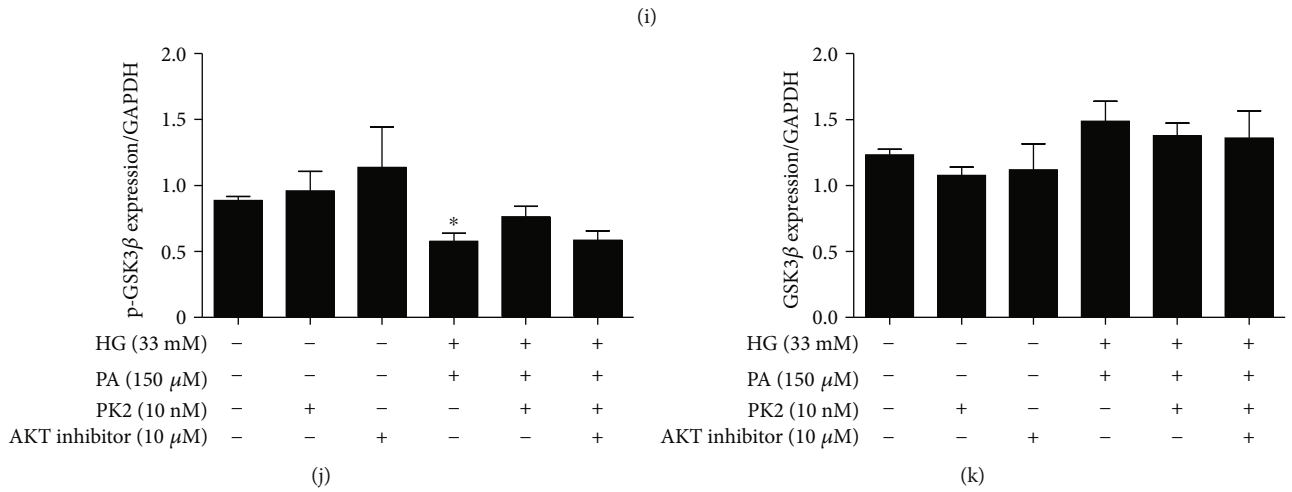 (i)
p-GSK3β expression/GAPDH
2.0
1.5
1.0
0.5
0
*
HG (33 mM) – – – + + +
PA (150 μM) – – – + + +
PK2 (10 nM) – + – – + +
AKT inhibitor (10 μM) – – + – – +
(j)
GSK3β expression/GAPDH
2.0
1.5
1.0
0.5
0.0
HG (33 mM) – – – + + +
PA (150 μM) – – – + + +
PK2 (10 nM) – + – – + +
AKT inhibitor (10 μM) – – + – – +
(k)